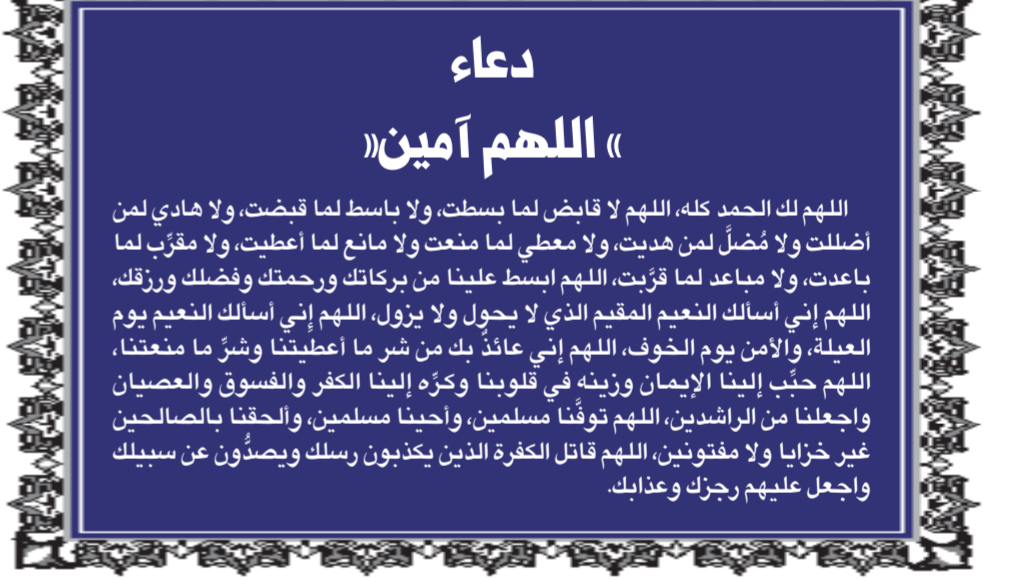 دعاء
» اللهم آمين«
اللهم لك الحمد كله، اللهم لا قابض لما بسطت، ولا باسط لما قبضت، ولا هادي لمن
أضللت ولا مُضلَّ لمن هديت، ولا معطي لما منعت ولا مانع لما أعطيت، ولا مقرِّب لما
باعدت، ولا مباعد لما قرَّبت، اللهم ابسط علينا من بركاتك ورحمتك وفضلك ورزقك،
اللهم إني أسألك النعيم المقيم الذي لا يحول ولا يزول، اللهم إِني أسألك النعيم يوم
العيلة، والأمن يوم الخوف، اللهم إني عائذٌ بك من شر ما أعطيتنا وشرِّ ما منعتنا،
اللهم حبِّب إلينا الإيمان وزينه في قلوبنا وكرِّه إلينا الكفر والفسوق والعصيان
واجعلنا من الراشدين، اللهم توفَّنا مسلمين، وأحينا مسلمين، وألحقنا بالصالحين
غير خزايا ولا مفتونين، اللهم قاتل الكفرة الذين يكذبون رسلك ويصدُّون عن سبيلك
واجعل عليهم رجزك وعذابك.